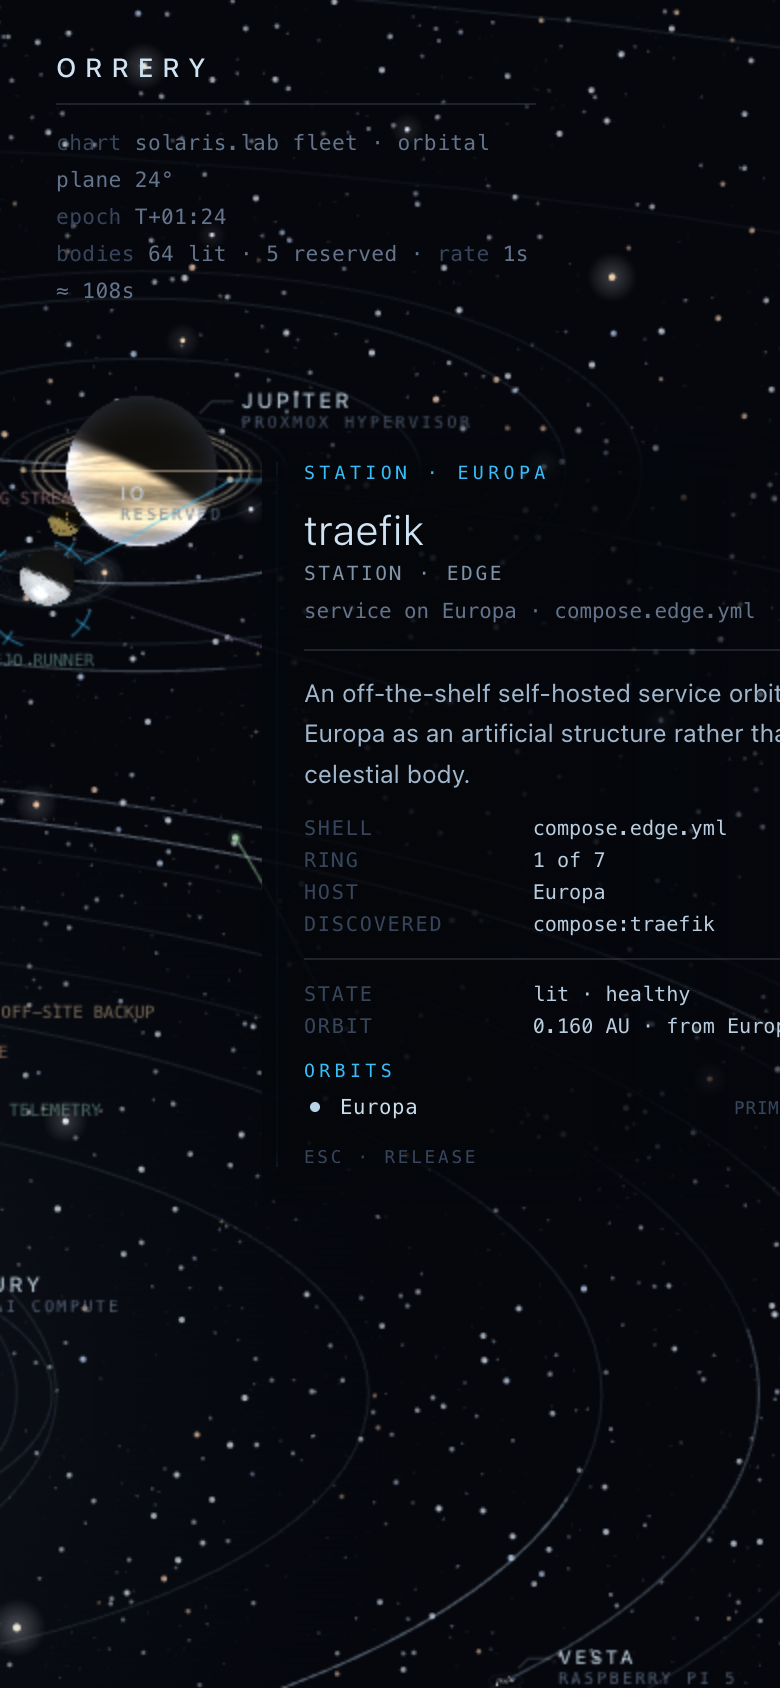 ORRERY
chart solaris.lab fleet · orbital
plane 24°
epoch T+01:24
bodies 64 lit · 5 reserved · rate 1s
≈ 108s
JUPITER
PROXMOX HYPERVISOR
IO
RESERVED
STATION · EUROPA
traefik
STATION · EDGE
service on Europa · compose.edge.yml
An off-the-shelf self-hosted service orbit
Europa as an artificial structure rather tha
celestial body.
SHELL compose.edge.yml
RING 1 of 7
HOST Europa
DISCOVERED compose:traefik
STATE lit · healthy
ORBIT 0.160 AU · from Europ
ORBITS
Europa PRIM
ESC · RELEASE
RUNNER
OFF-SITE BACKUP
E
TELEMETRY
URY
AI COMPUTE
VESTA
RASPBERRY PI 5